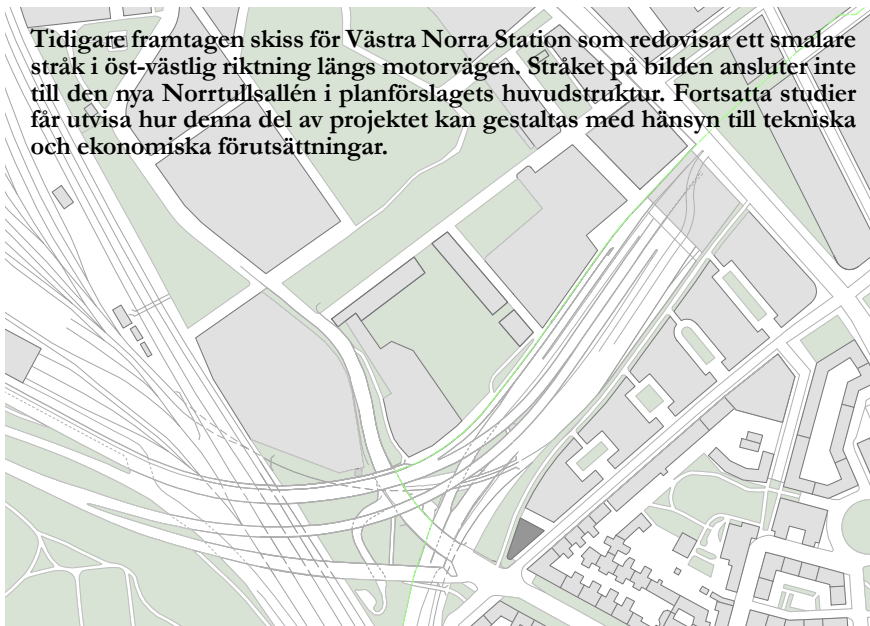 Tidigare framtagen skiss för Västra Norra Station som redovisar ett smalare
stråk i öst-västlig riktning längs motorvägen. Stråket på bilden ansluter inte
till den nya Norrtullsallén i planförslagets huvudstruktur. Fortsatta studier
får utvisa hur denna del av projektet kan gestaltas med hänsyn till tekniska
och ekonomiska förutsättningar.